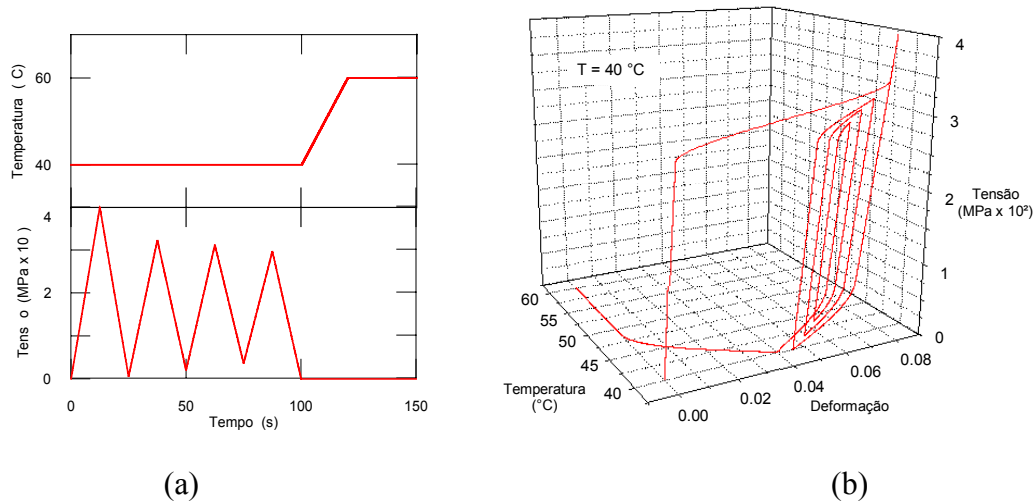 Temperatura ( C)
60
40
Tens o (MPa x 10 )
4
2
0
0
50
100
150
Tempo (s)
(a)
T = 40 °C
4
3
Tensão
(MPa x 10²)
2
1
0
60
55
50
45
40
Temperatura
(°C)
0.00
0.02
0.04
0.06
0.08
Deformação
(b)